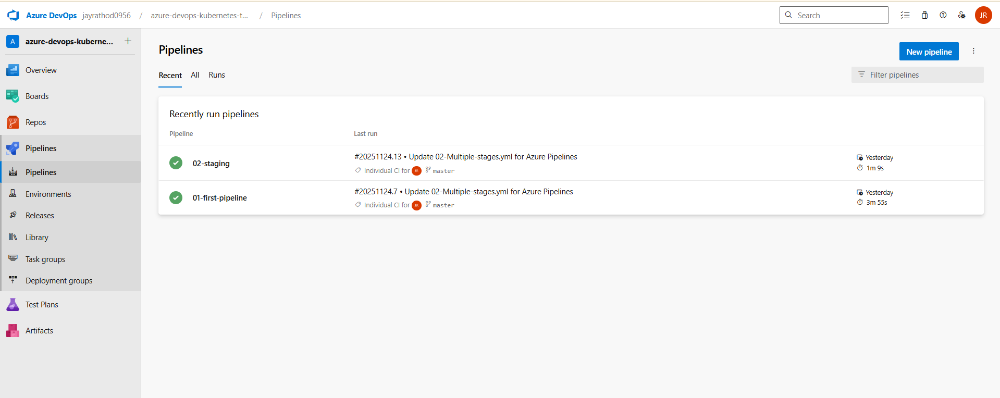 Azure DevOps jayrathod0956 / azure-devops-kubernetes-t... / Pipelines
Search
JR
A azure-devops-kuberne... +
Overview
Boards
Repos
Pipelines
Pipelines
Environments
Releases
Library
Task groups
Deployment groups
Test Plans
Artifacts
Pipelines
New pipeline
Recent All Runs
Filter pipelines
Recently run pipelines
Pipeline Last run
02-staging
#20251124.13 • Update 02-Multiple-stages.yml for Azure Pipelines
Individual CI for JR master
Yesterday
1m 9s
01-first-pipeline
#20251124.7 • Update 02-Multiple-stages.yml for Azure Pipelines
Individual CI for JR master
Yesterday
3m 55s